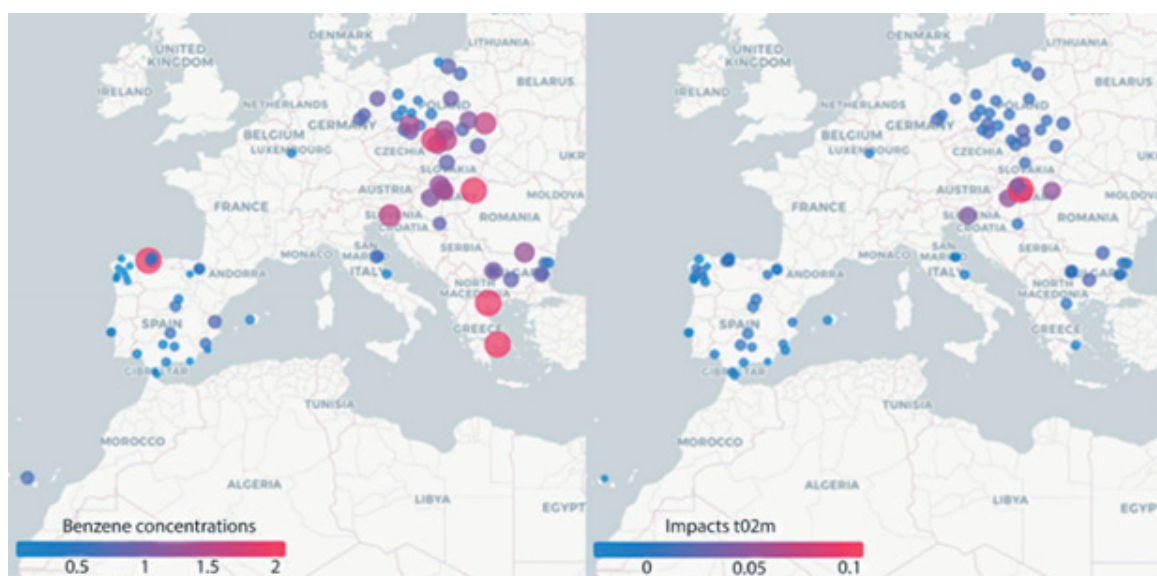 DENMARK
UNITED
KINGDOM
LITHUANIA
IRELAND
BELARUS
NETHERLANDS
POLAND
GERMANY
BELGIUM
LUXEMBOURG
CZECHIA
UKR
SLOVAKIA
AUSTRIA
MOLDOVA
FRANCE
SLOVENIA
CROATIA
ROMANIA
SAN
MONACO
SERBIA
ITALY
ANDORRA
NORTH
MACEDONIA
SPAIN
GREECE
TUNISIA
MOROCCO
ALGERIA
LIBYA
EGYPT
Benzene concentrations
0.5 1 1.5 2
DENMARK
UNITED
KINGDOM
LITHUANIA
IRELAND
BELARUS
NETHERLANDS
POLAND
GERMANY
BELGIUM
LUXEMBOURG
CZECHIA
UKR
SLOVAKIA
AUSTRIA
MOLDOVA
FRANCE
SLOVENIA
CROATIA
ROMANIA
SAN
MONACO
SERBIA
ITALY
ANDORRA
NORTH
MACEDONIA
SPAIN
GREECE
TUNISIA
MOROCCO
ALGERIA
LIBYA
Impacts t02m
0 0.05 0.1